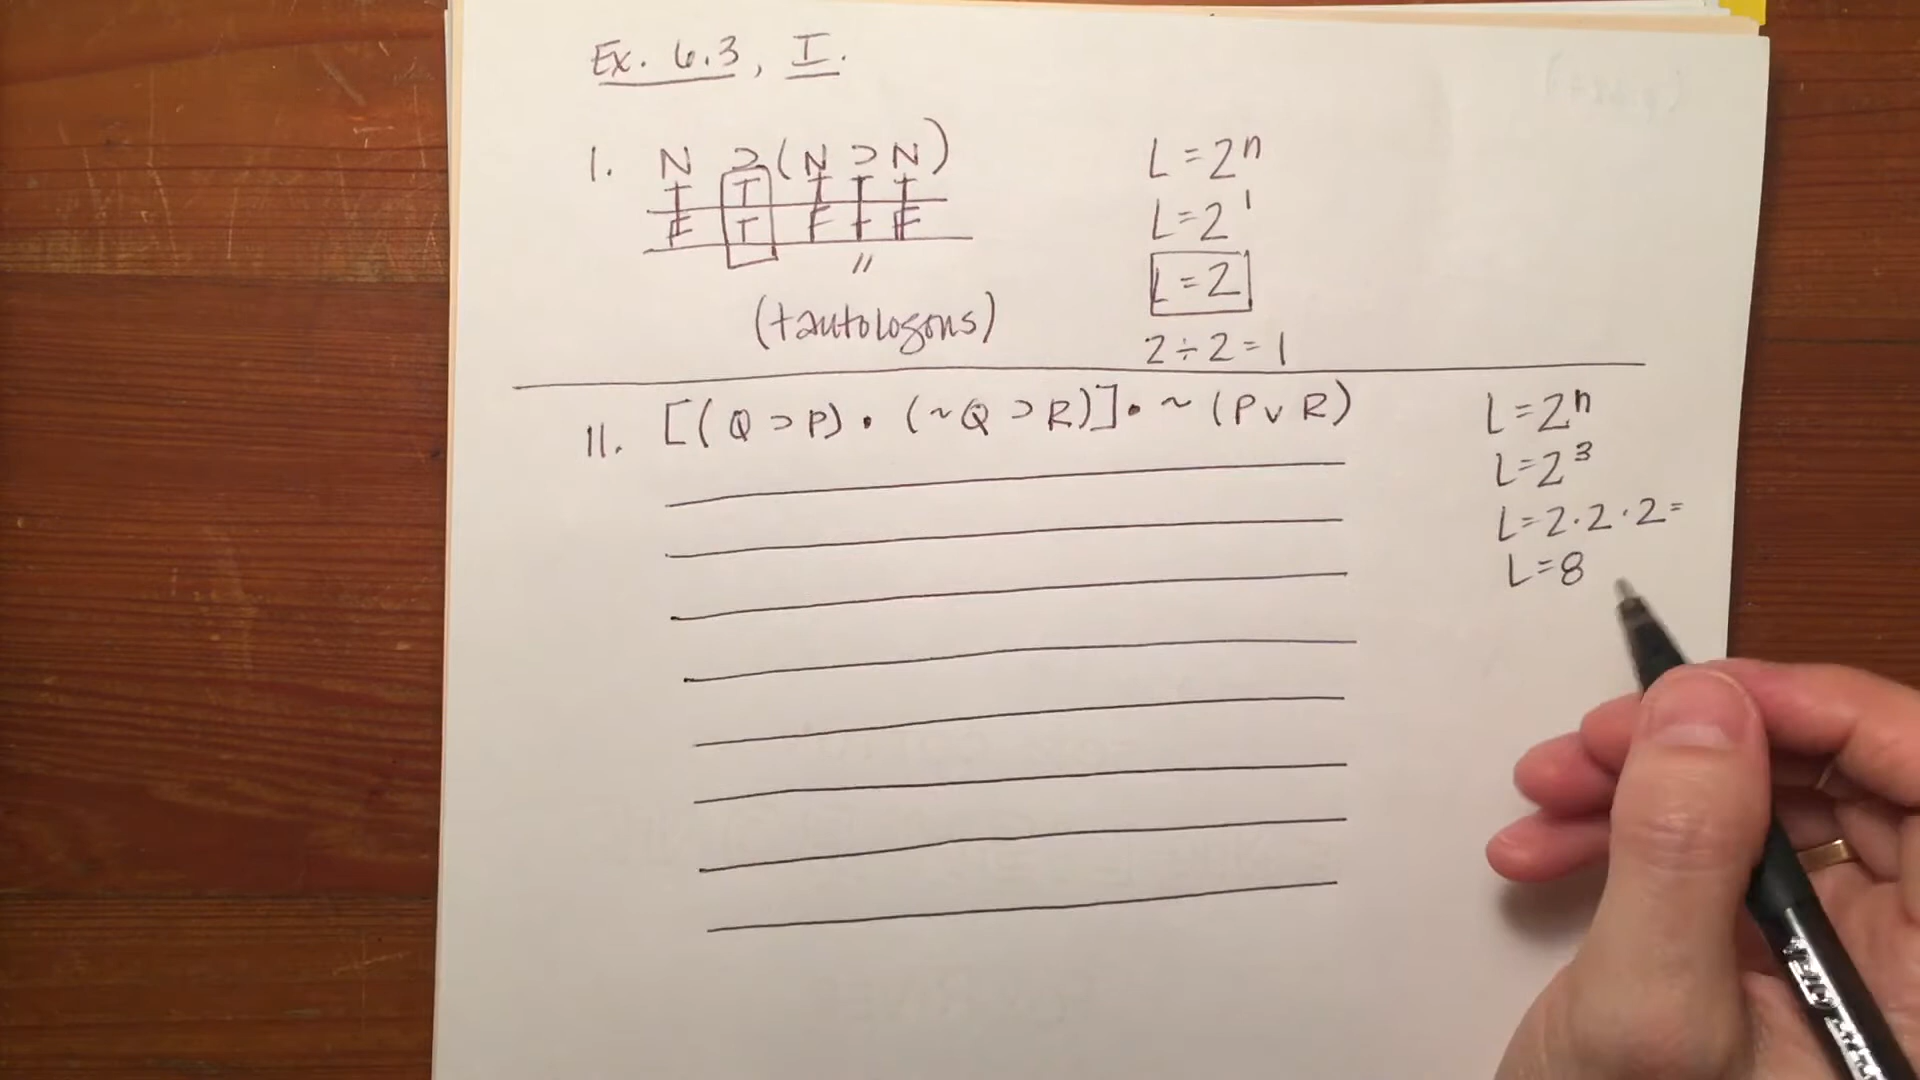 Ex. 6.3, I.
1. N ⊃ (N ⊃ N)
T T T T T
F T F T F
(tautologous)
L = 2ⁿ
L = 2¹
L = 2
2 ÷ 2 = 1
11. [(Q ⊃ P) • (~Q ⊃ R)] • ~ (P v R)
L = 2ⁿ
L = 2³
L = 2 · 2 · 2 =
L = 8